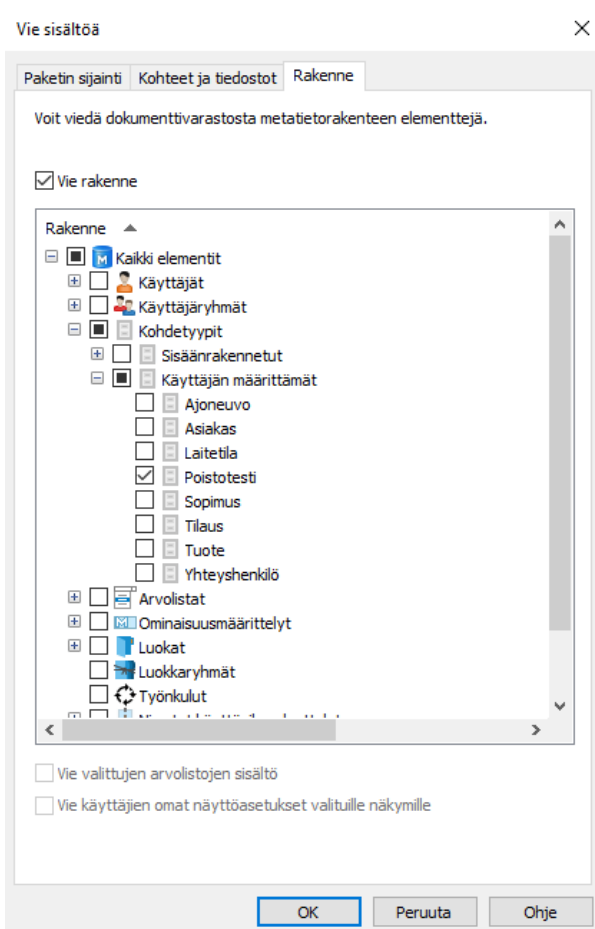 Vie sisältöä
Paketin sijainti Kohteet ja tiedostot Rakenne
Voit viedä dokumenttivarastosta metatietorakenteen elementtejä.
Vie rakenne
Rakenne
Kaikki elementit
Käyttäjät
Käyttäjäryhmät
Kohdetyypit
Sisäänrakennetut
Käyttäjän määrittämät
Ajoneuvo
Asiakas
Laitetila
Poistotesti
Sopimus
Tilaus
Tuote
Yhteyshenkilö
Arvolistat
Ominaisuusmäärittelyt
Luokat
Luokkaryhmät
Työnkulut
Vie valittujen arvolistojen sisältö
Vie käyttäjien omat näyttöasetukset valituille näkymille
OK Peruuta Ohje